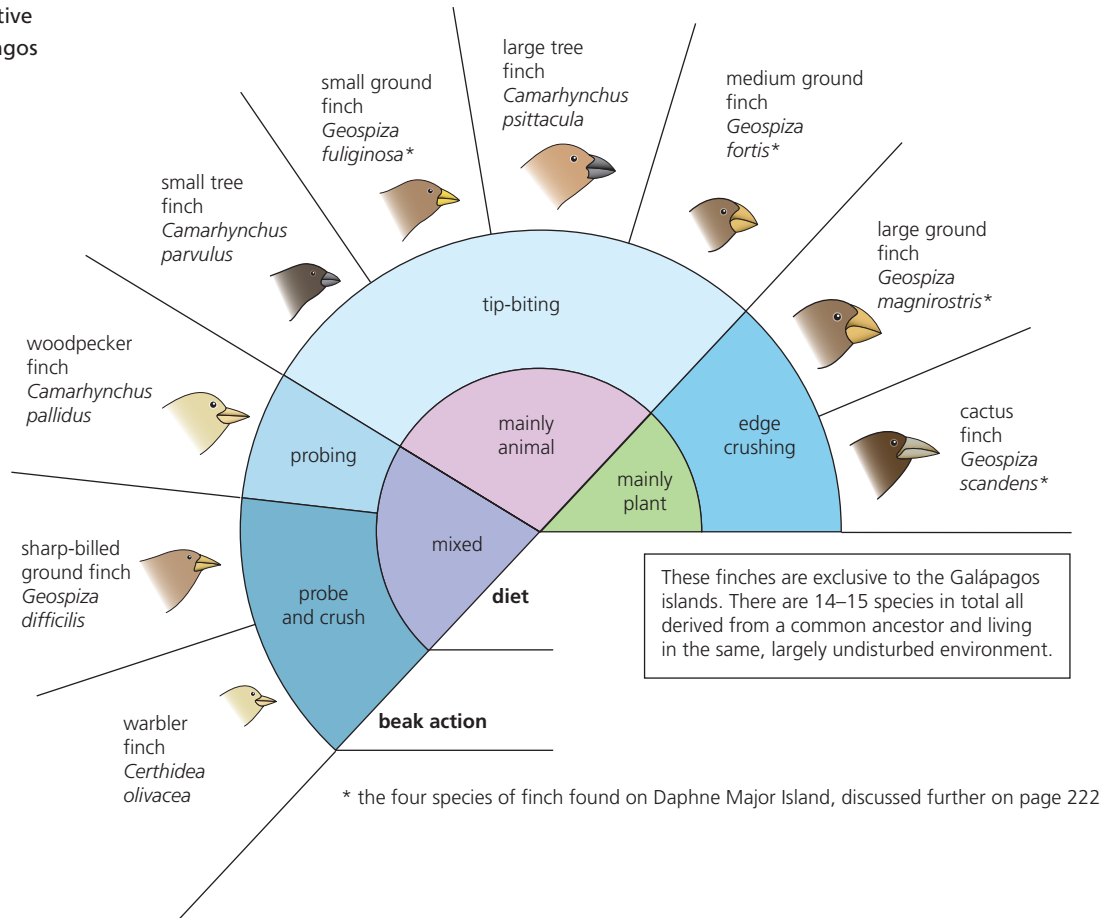 tive
agos
large tree
finch
Camarhynchus
psittacula
small ground
finch
Geospiza
fuliginosa*
medium ground
finch
Geospiza
fortis*
small tree
finch
Camarhynchus
parvulus
large ground
finch
Geospiza
magnirostris*
woodpecker
finch
Camarhynchus
pallidus
cactus
finch
Geospiza
scandens*
sharp-billed
ground finch
Geospiza
difficilis
warbler
finch
Certhidea
olivacea
tip-biting
probing
edge
crushing
probe
and crush
mainly
animal
mainly
plant
mixed
diet
beak action
These finches are exclusive to the Galápagos
islands. There are 14–15 species in total all
derived from a common ancestor and living
in the same, largely undisturbed environment.
* the four species of finch found on Daphne Major Island, discussed further on page 222